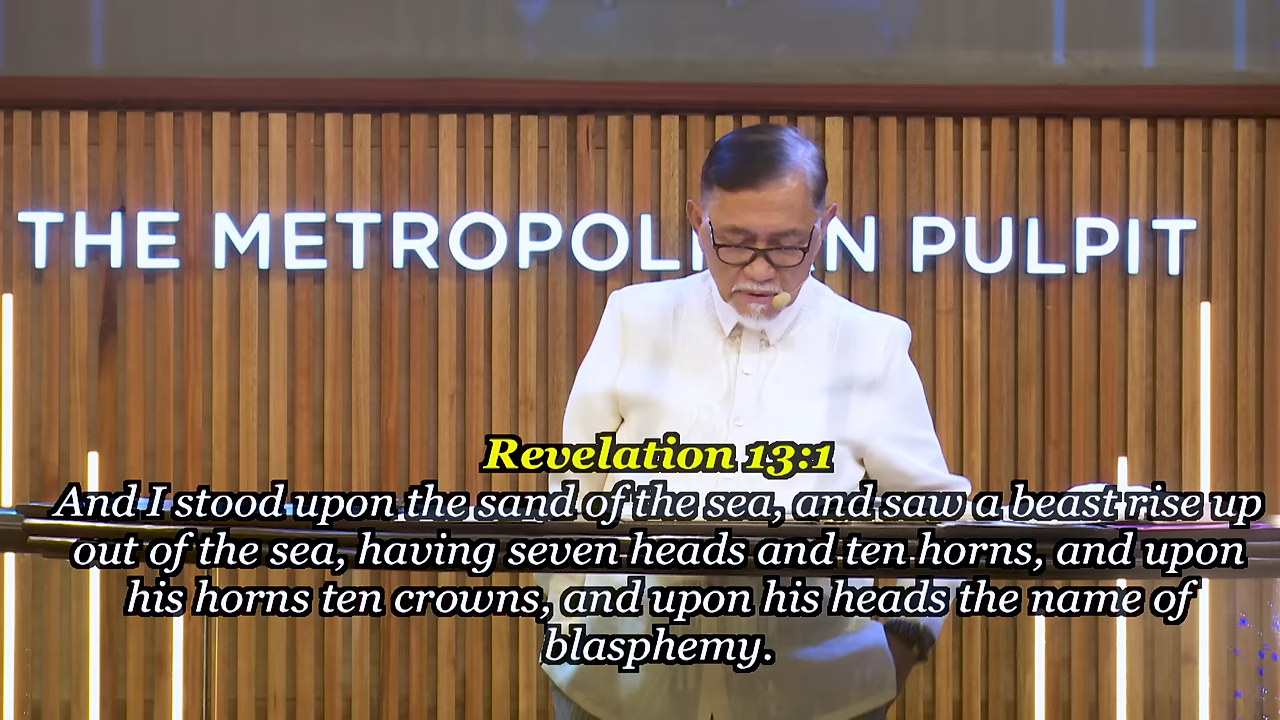 THE METROPOLI N PULPIT
Revelation 13:1
And I stood upon the sand of the sea, and saw a beast rise up
out of the sea, having seven heads and ten horns, and upon
his horns ten crowns, and upon his heads the name of
blasphemy.